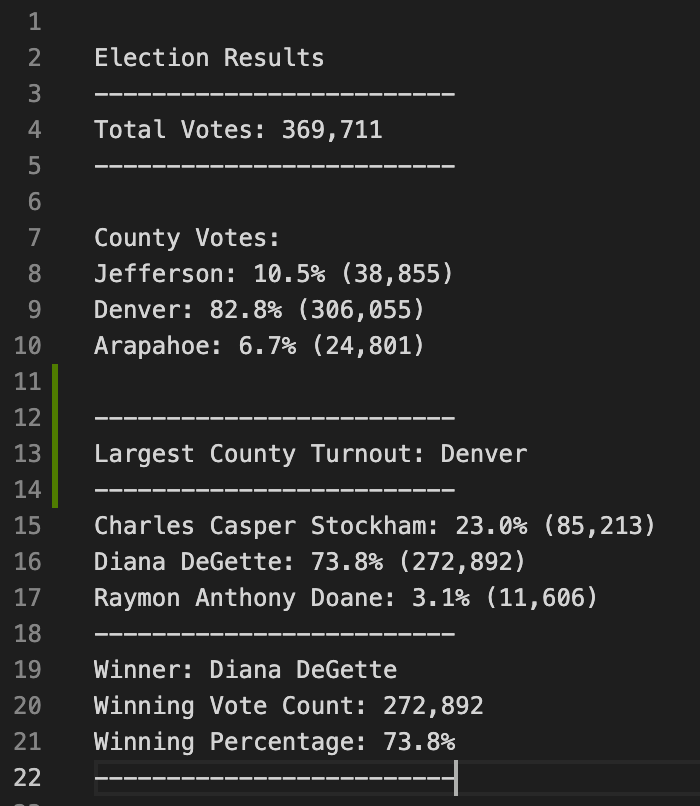 1
2 Election Results
3 -------------------------
4 Total Votes: 369,711
5 -------------------------
6
7 County Votes:
8 Jefferson: 10.5% (38,855)
9 Denver: 82.8% (306,055)
10 Arapahoe: 6.7% (24,801)
11
12 -------------------------
13 Largest County Turnout: Denver
14 -------------------------
15 Charles Casper Stockham: 23.0% (85,213)
16 Diana DeGette: 73.8% (272,892)
17 Raymon Anthony Doane: 3.1% (11,606)
18 -------------------------
19 Winner: Diana DeGette
20 Winning Vote Count: 272,892
21 Winning Percentage: 73.8%
22 -------------------------